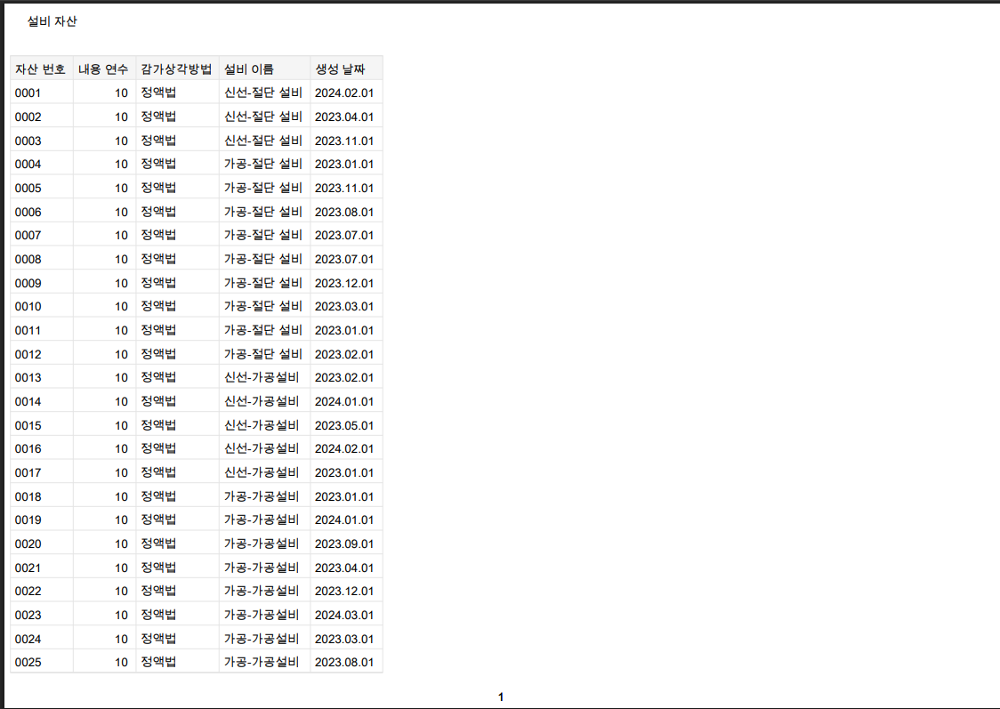 설비 자산
자산 번호 내용 연수 감가상각방법 설비 이름 생성 날짜
0001 10 정액법 신선-절단 설비 2024.02.01
0002 10 정액법 신선-절단 설비 2023.04.01
0003 10 정액법 신선-절단 설비 2023.11.01
0004 10 정액법 가공-절단 설비 2023.01.01
0005 10 정액법 가공-절단 설비 2023.11.01
0006 10 정액법 가공-절단 설비 2023.08.01
0007 10 정액법 가공-절단 설비 2023.07.01
0008 10 정액법 가공-절단 설비 2023.07.01
0009 10 정액법 가공-절단 설비 2023.12.01
0010 10 정액법 가공-절단 설비 2023.03.01
0011 10 정액법 가공-절단 설비 2023.01.01
0012 10 정액법 가공-절단 설비 2023.02.01
0013 10 정액법 신선-가공설비 2023.02.01
0014 10 정액법 신선-가공설비 2024.01.01
0015 10 정액법 신선-가공설비 2023.05.01
0016 10 정액법 신선-가공설비 2024.02.01
0017 10 정액법 신선-가공설비 2023.01.01
0018 10 정액법 가공-가공설비 2023.01.01
0019 10 정액법 가공-가공설비 2024.01.01
0020 10 정액법 가공-가공설비 2023.09.01
0021 10 정액법 가공-가공설비 2023.04.01
0022 10 정액법 가공-가공설비 2023.12.01
0023 10 정액법 가공-가공설비 2024.03.01
0024 10 정액법 가공-가공설비 2023.03.01
0025 10 정액법 가공-가공설비 2023.08.01
1